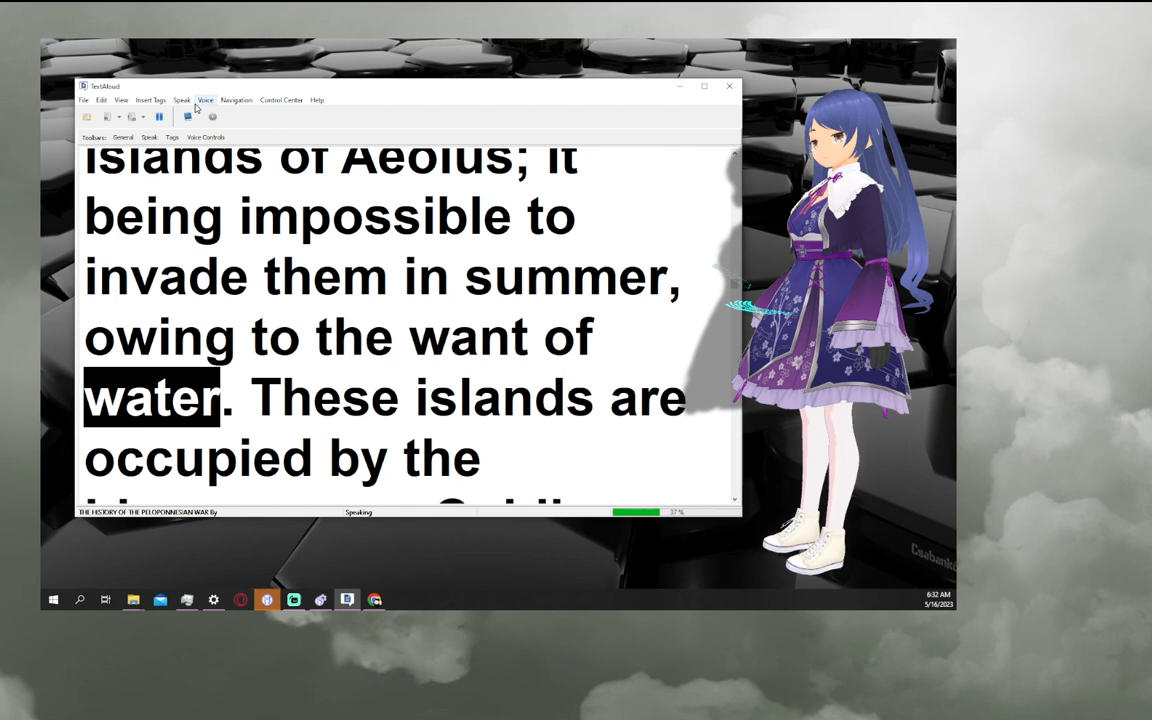 TextAloud
File Edit View Insert Tags Speak Voice Navigation Control Center Help
Toolbars: General Speak Tags Voice Controls
islands of Aeolus; it
being impossible to
invade them in summer,
owing to the want of
water. These islands are
occupied by the
THE HISTORY OF THE PELOPONNESIAN WAR By Speaking 37 %
Csabank
6:32 AM
5/16/2023